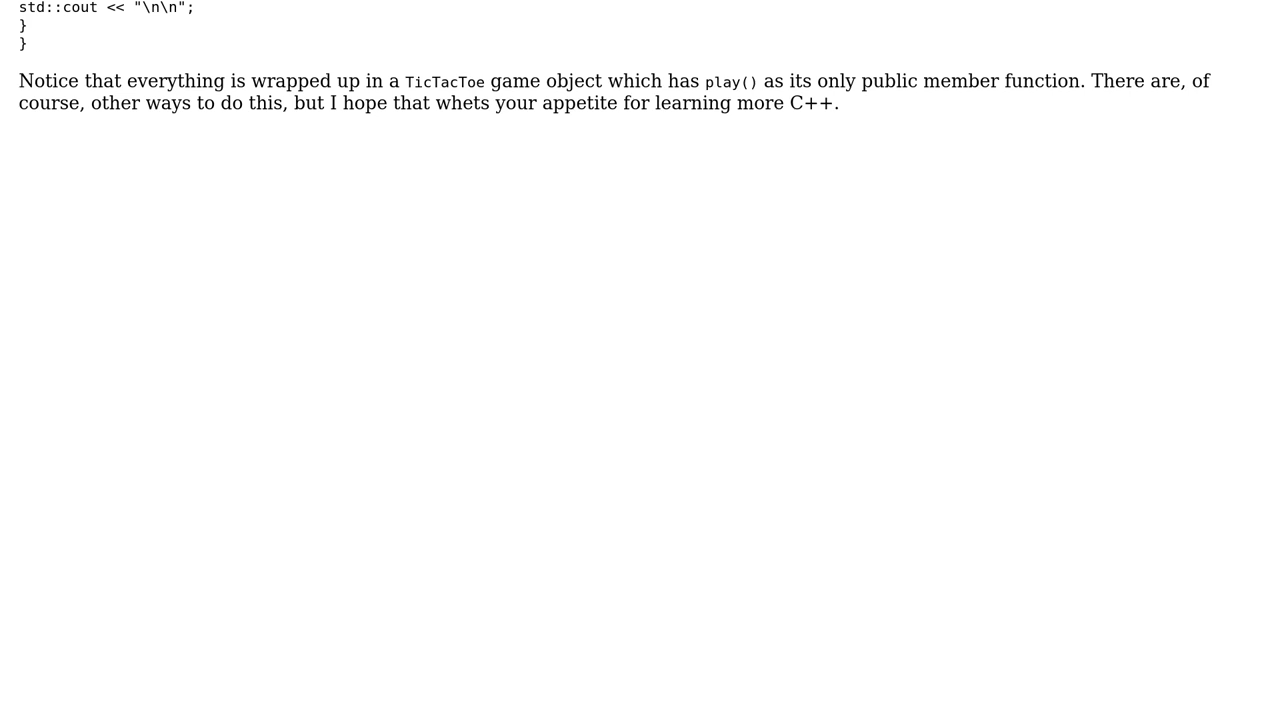 std::cout << "\n\n";
}
}
Notice that everything is wrapped up in a TicTacToe game object which has play() as its only public member function. There are, of
course, other ways to do this, but I hope that whets your appetite for learning more C++.